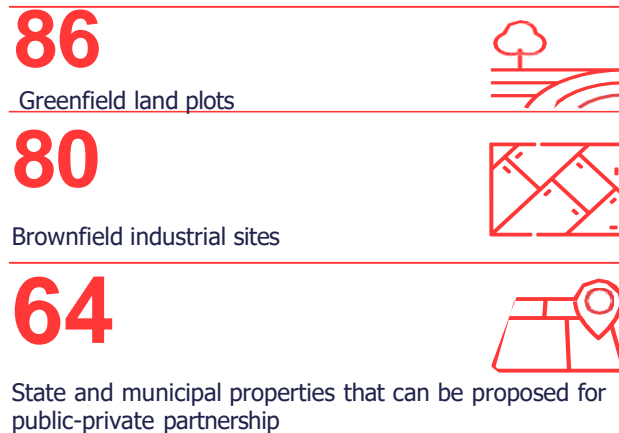 86
Greenfield land plots
80
Brownfield industrial sites
64
State and municipal properties that can be proposed for
public-private partnership